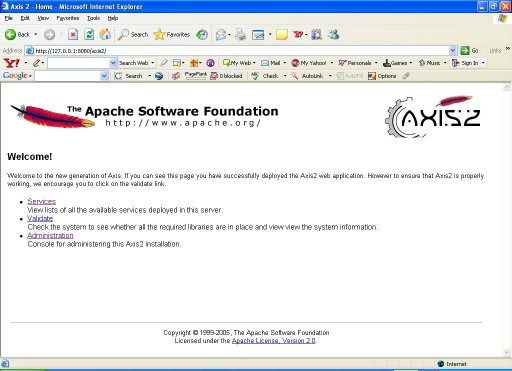 Axis 2 - Home - Microsoft Internet Explorer
File Edit View Favorites Tools Help
Back Search Favorites
Address http://127.0.0.1:8080/axis2/ Go Links
Y! Search Web My Web Mail My Yahoo! Personals Games Music Sign In
Google Search PageRank blocked Check AutoLink AutoFill Options
The Apache Software Foundation
http://www.apache.org/
AXIS2
Welcome!
Welcome to the new generation of Axis. If you can see this page you have successfully deployed the Axis2 web application. However to ensure that Axis2 is properly
working, we encourage you to click on the validate link.
Services
View lists of all the available services deployed in this server.
Validate
Check the system to see whether all the required libraries are in place and view view the system information.
Administration
Console for administering this Axis2 installation.
Copyright © 1999-2005, The Apache Software Foundation
Licensed under the Apache License, Version 2.0.
Internet